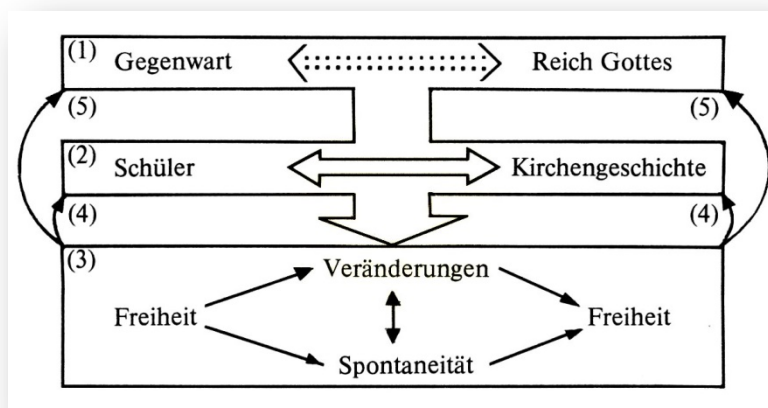 (1) Gegenwart Reich Gottes
(5) (5)
(2) Schüler Kirchengeschichte
(4) (4)
(3)
Veränderungen
Freiheit Freiheit
Spontaneität